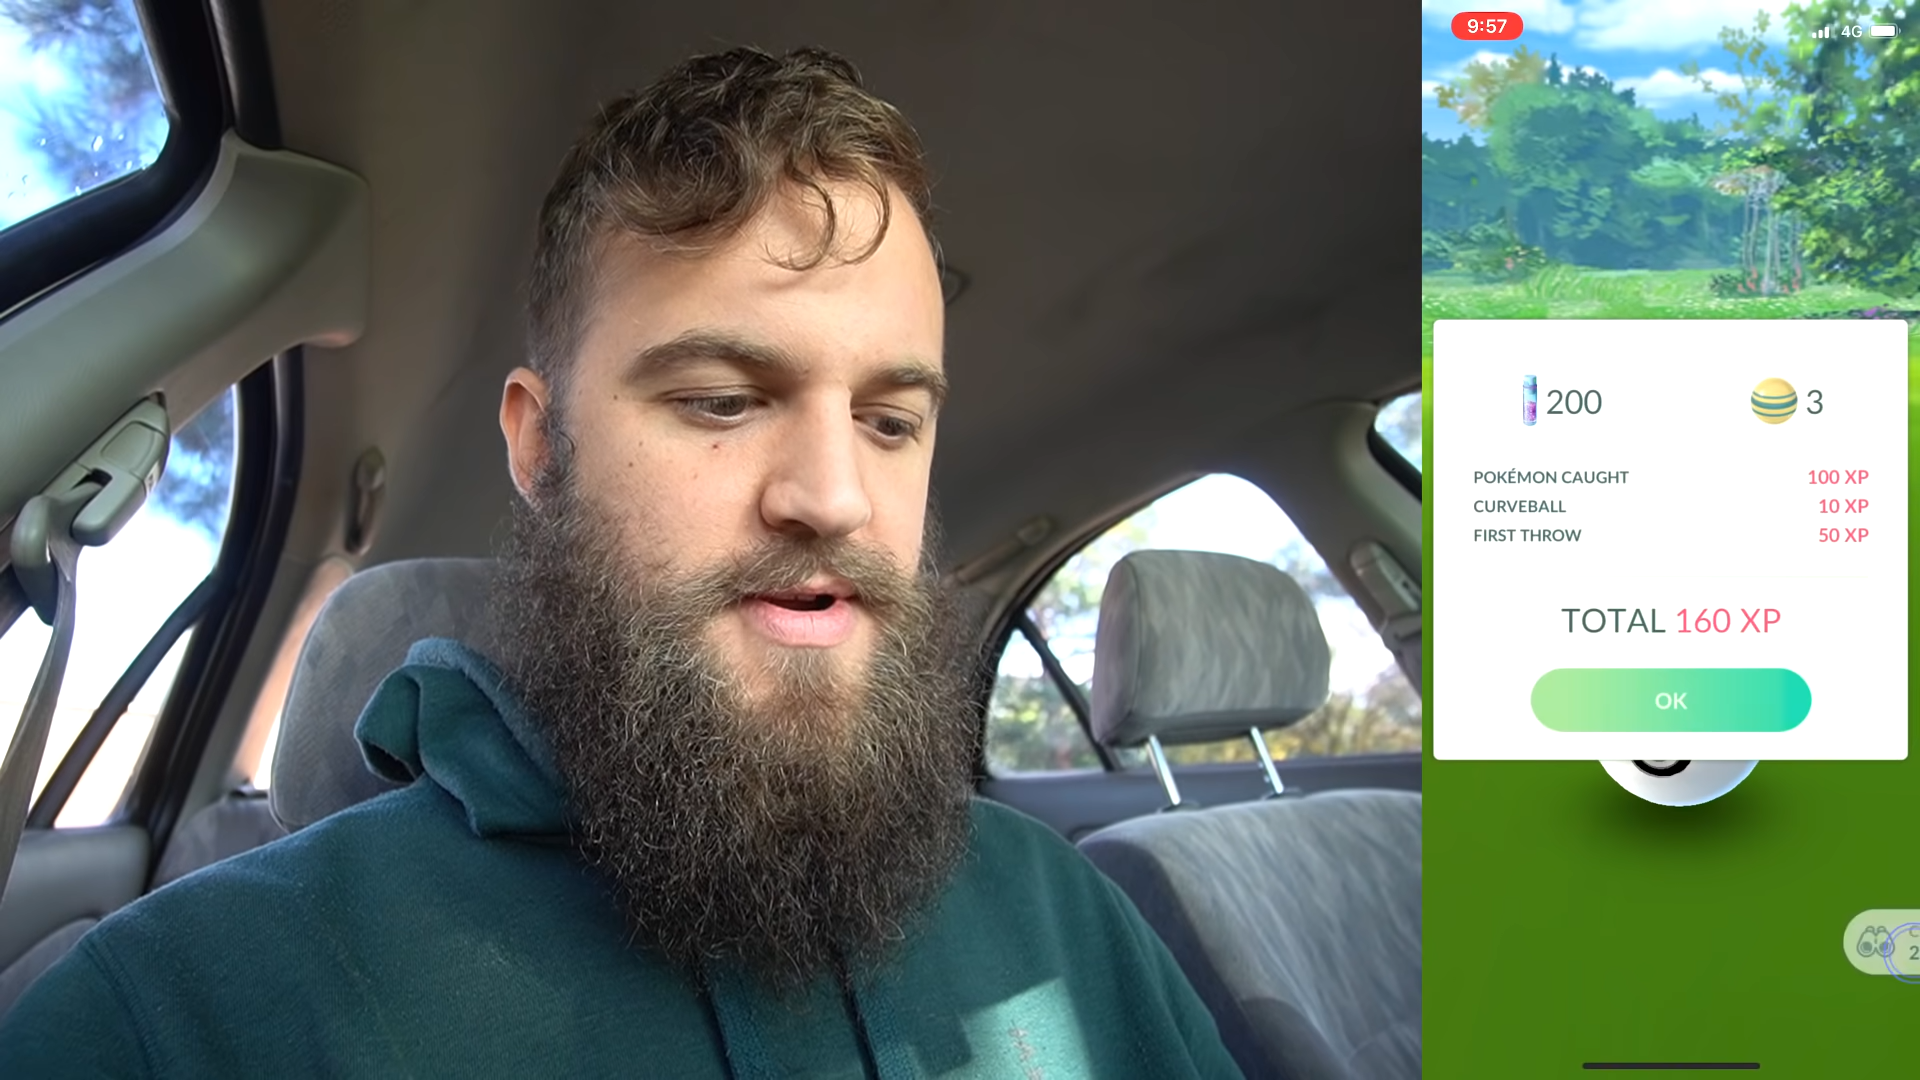 9:57
4G
200
3
POKÉMON CAUGHT 100 XP
CURVEBALL 10 XP
FIRST THROW 50 XP
TOTAL 160 XP
OK
2